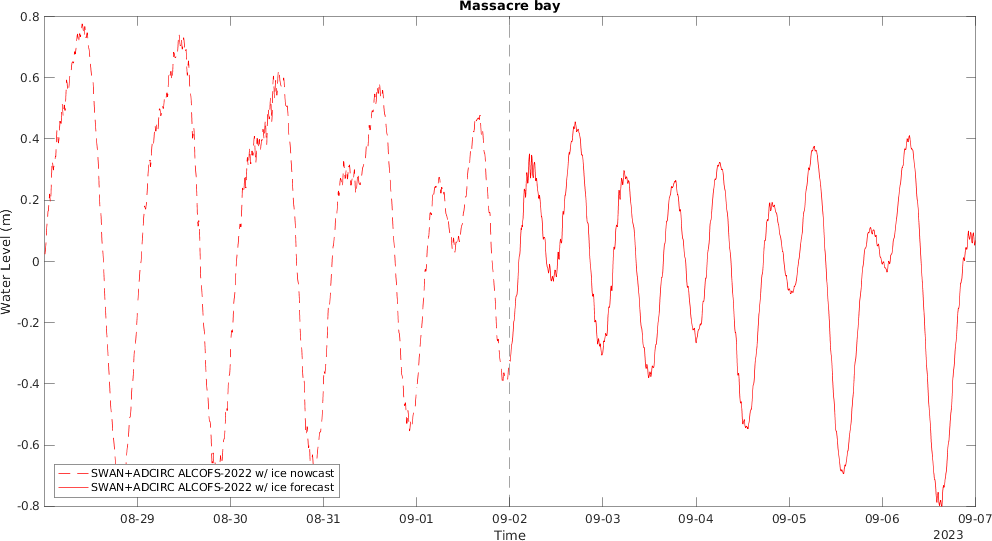 Massacre bay
0.8
0.6
0.4
0.2
0
-0.2
-0.4
-0.6
-0.8
Water Level (m)
SWAN+ADCIRC ALCOFS-2022 w/ ice nowcast
SWAN+ADCIRC ALCOFS-2022 w/ ice forecast
08-29 08-30 08-31 09-01 09-02 09-03 09-04 09-05 09-06 09-07
Time
2023